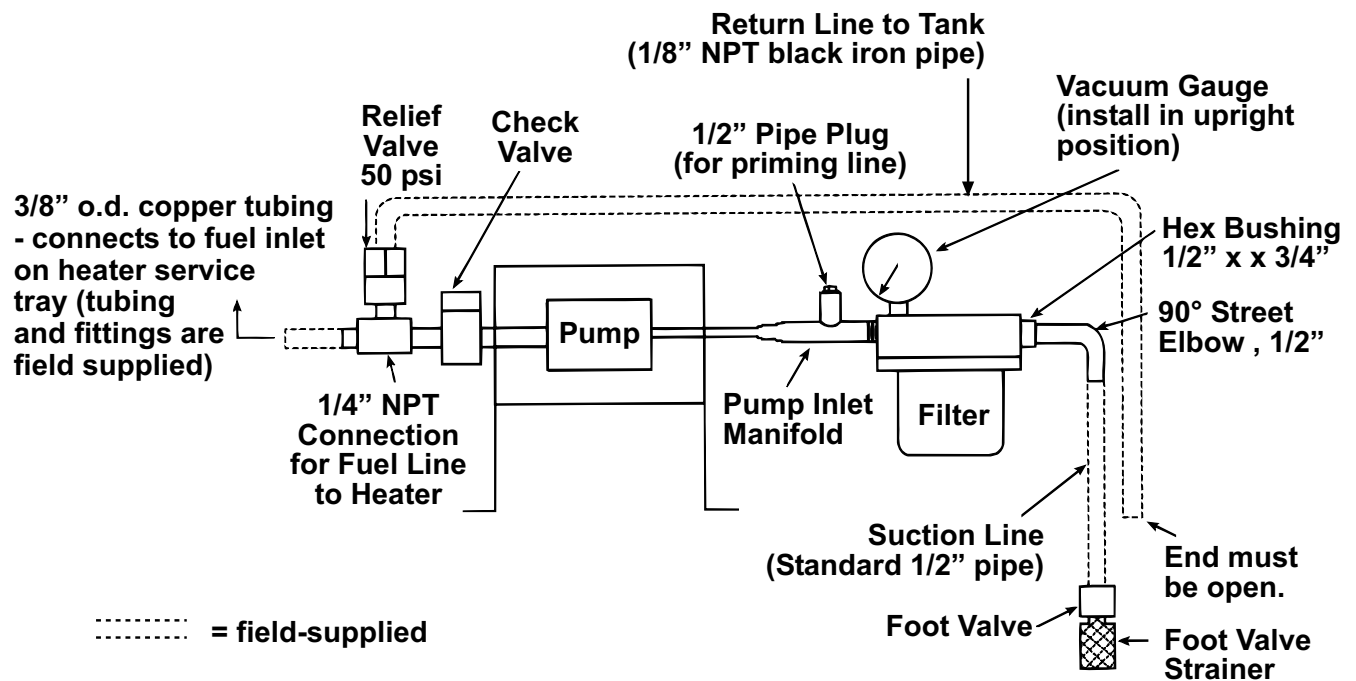 Return Line to Tank
(1/8” NPT black iron pipe)
Vacuum Gauge
(install in upright
position)
Relief
Valve
50 psi
Check
Valve
1/2” Pipe Plug
(for priming line)
3/8” o.d. copper tubing
- connects to fuel inlet
on heater service
tray (tubing
and fittings are
field supplied)
Hex Bushing
1/2” x x 3/4”
90° Street
Elbow , 1/2”
Pump
1/4” NPT
Connection
for Fuel Line
to Heater
Pump Inlet
Manifold
Filter
Suction Line
(Standard 1/2” pipe)
End must
be open.
Foot Valve
Foot Valve
Strainer
= field-supplied